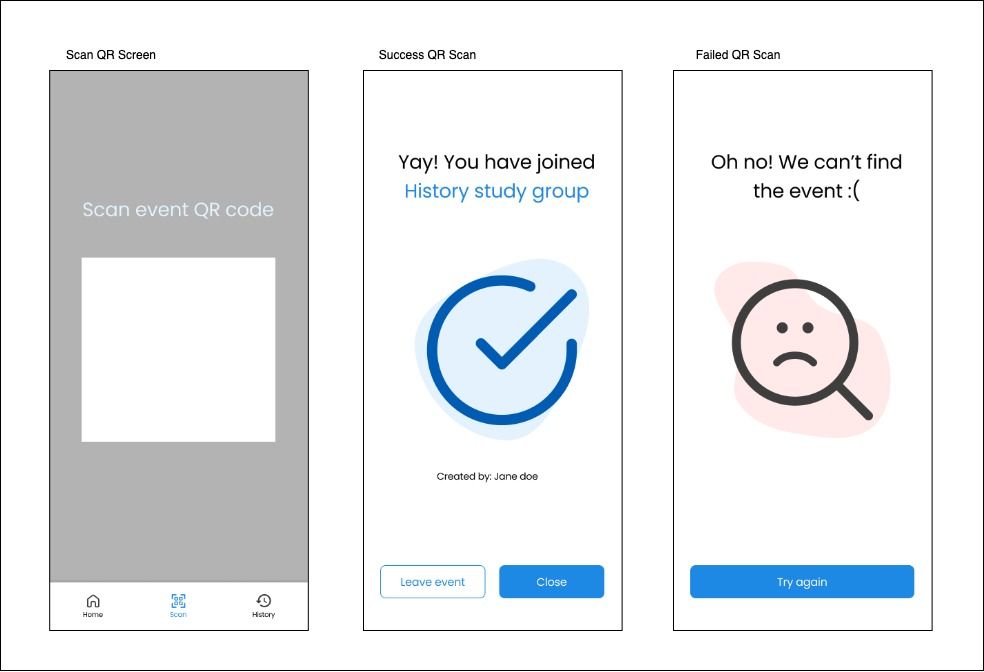 Scan QR Screen
Scan event QR code
Home
Scan
History
Success QR Scan
Yay! You have joined
History study group
Created by: Jane doe
Leave event
Close
Failed QR Scan
Oh no! We can't find
the event :(
Try again